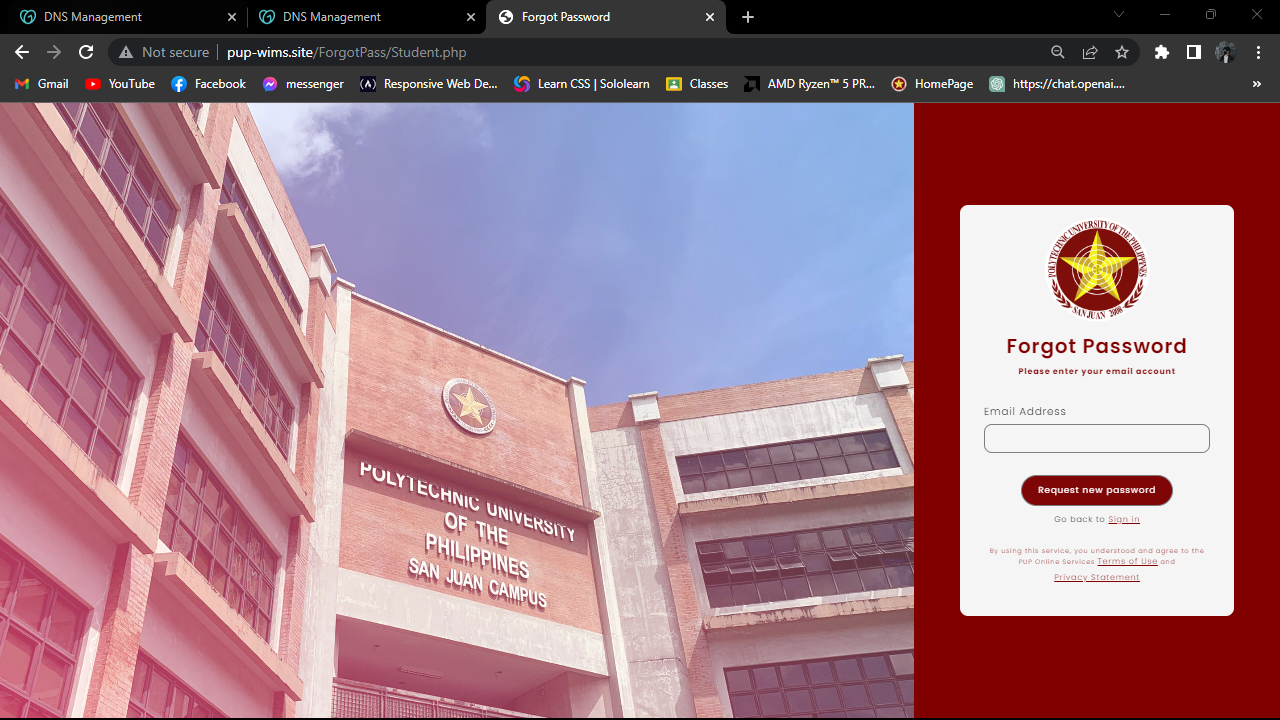 DNS Management
DNS Management
Forgot Password
Not secure
pup-wims.site/ForgotPass/Student.php
Gmail
YouTube
Facebook
messenger
Responsive Web De...
Learn CSS | Sololearn
Classes
AMD Ryzen™ 5 PR...
HomePage
https://chat.openai....
»
POLYTECHNIC UNIVERSITY
OF THE
PHILIPPINES
SAN JUAN CAMPUS
POLYTECHNIC UNIVERSITY OF THE PHILIPPINES
SAN JUAN 2008
Forgot Password
Please enter your email account
Email Address
Request new password
Go back to Sign in
By using this service, you understood and agree to the
PUP Online Services Terms of Use and
Privacy Statement